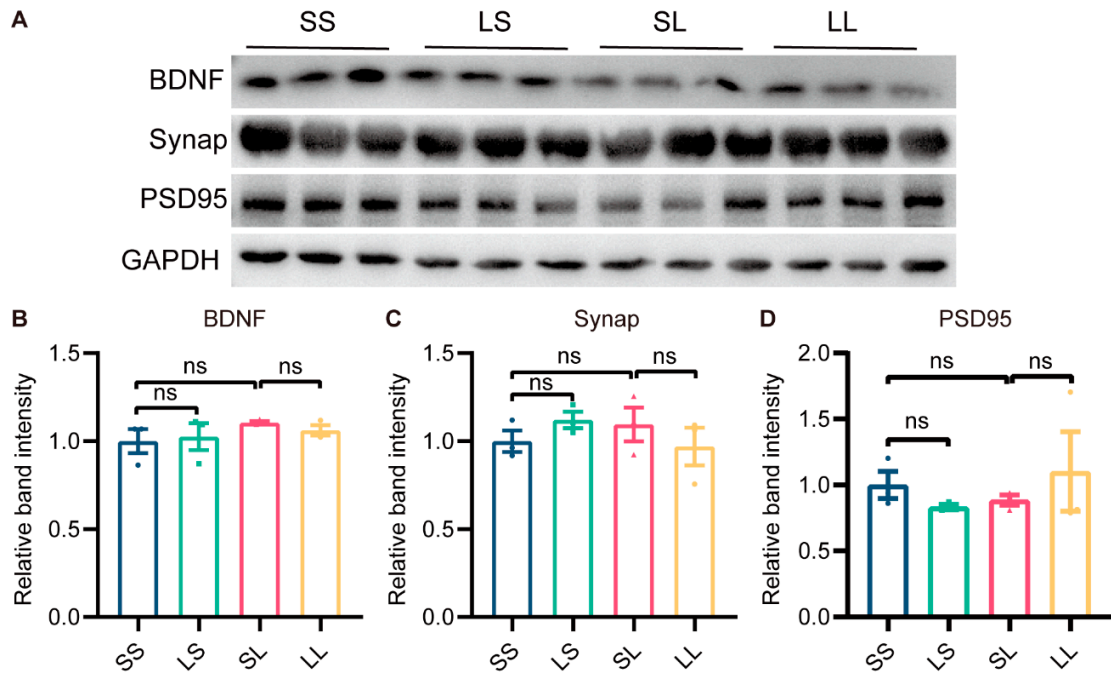 A
SS LS SL LL
BDNF
Synap
PSD95
GAPDH
B BDNF
Relative band intensity
1.5
1.0
0.5
0.0
ns
ns
ns
SS LS SL LL
C Synap
Relative band intensity
1.5
1.0
0.5
0.0
ns
ns
ns
SS LS SL LL
D PSD95
Relative band intensity
2.0
1.5
1.0
0.5
0.0
ns
ns
ns
SS LS SL LL